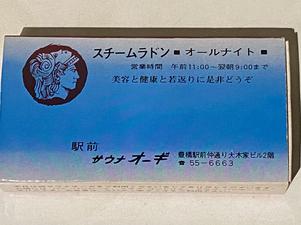 スチームラドン ■ オールナイト ■
営業時間 午前11:00〜翌朝9:00まで
美容と健康と若返りに是非どうぞ
駅前
サウナ オーギ
豊橋駅前仲通り大木家ビル2階
☎ 55-6663